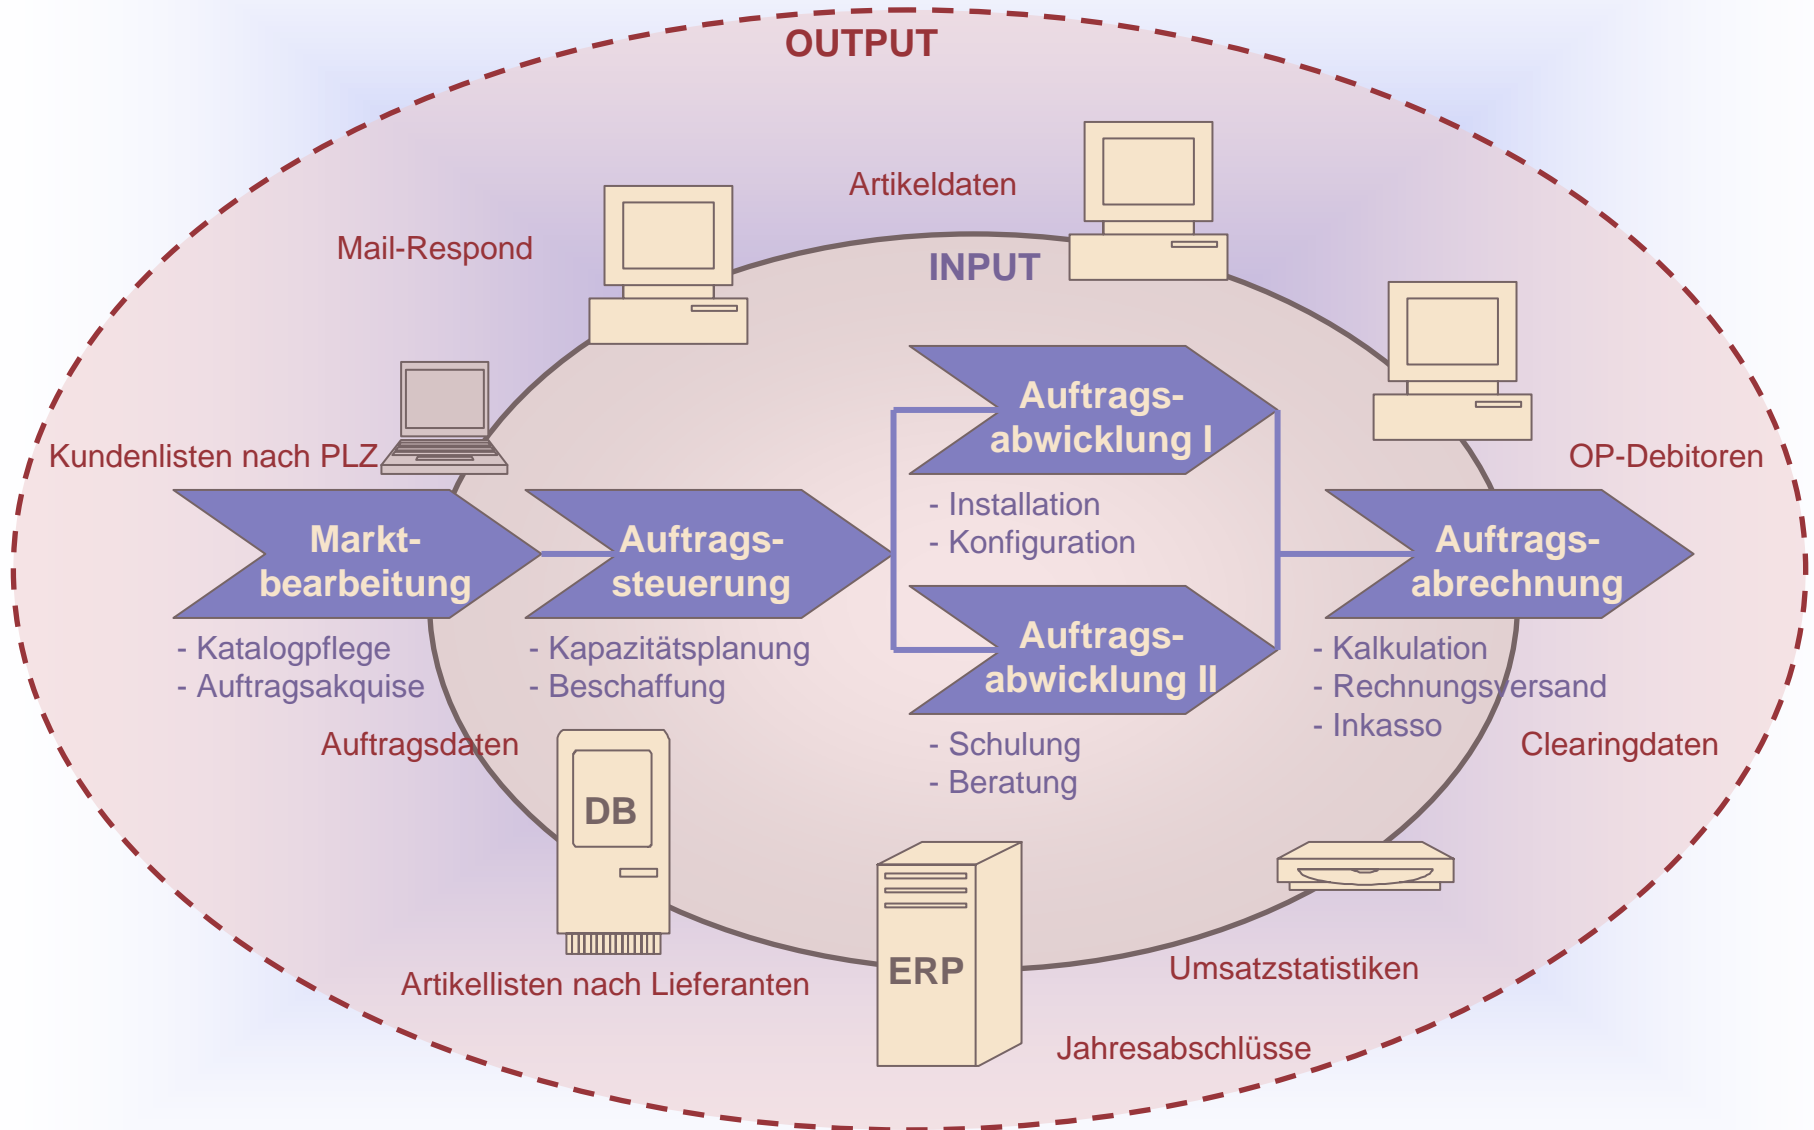 OUTPUT
Artikeldaten
Mail-Respond
INPUT
Kundenlisten nach PLZ
OP-Debitoren
Markt-
bearbeitung
- Katalogpflege
- Auftragsakquise
Auftrags-
steuerung
- Kapazitätsplanung
- Beschaffung
Auftrags-
abwicklung I
- Installation
- Konfiguration
Auftrags-
abwicklung II
- Schulung
- Beratung
Auftrags-
abrechnung
- Kalkulation
- Rechnungsversand
- Inkasso
Auftragsdaten
Clearingdaten
DB
ERP
Artikellisten nach Lieferanten
Umsatzstatistiken
Jahresabschlüsse